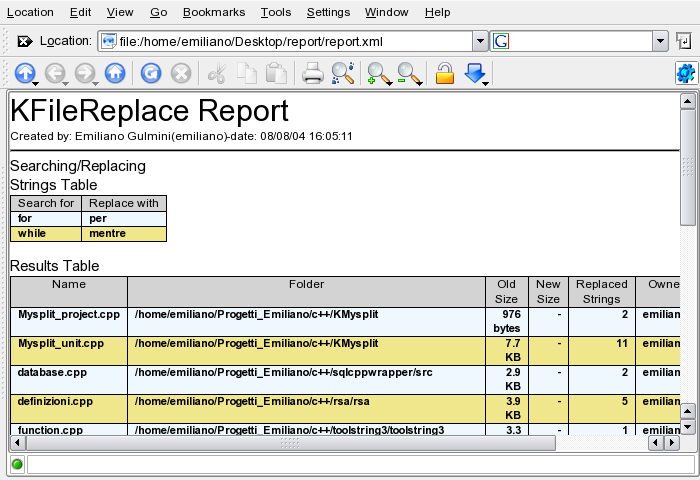 Location Edit View Go Bookmarks Tools Settings Window Help
Location: file:/home/emiliano/Desktop/report/report.xml G
KFileReplace Report
Created by: Emiliano Gulmini(emiliano)-date: 08/08/04 16:05:11
Searching/Replacing
Strings Table
Search for Replace with
for per
while mentre
Results Table
Name Folder Old Size New Size Replaced Strings Owne
Mysplit_project.cpp /home/emiliano/Progetti_Emiliano/c++/KMysplit 976 bytes - 2 emilian
Mysplit_unit.cpp /home/emiliano/Progetti_Emiliano/c++/KMysplit 7.7 KB - 11 emilian
database.cpp /home/emiliano/Progetti_Emiliano/c++/sqlcppwrapper/src 2.9 KB - 2 emilian
definizioni.cpp /home/emiliano/Progetti_Emiliano/c++/rsa/rsa 3.9 KB - 5 emilian
function.cpp /home/emiliano/Progetti_Emiliano/c++/toolstring3/toolstring3 3.3 - 1 emilian